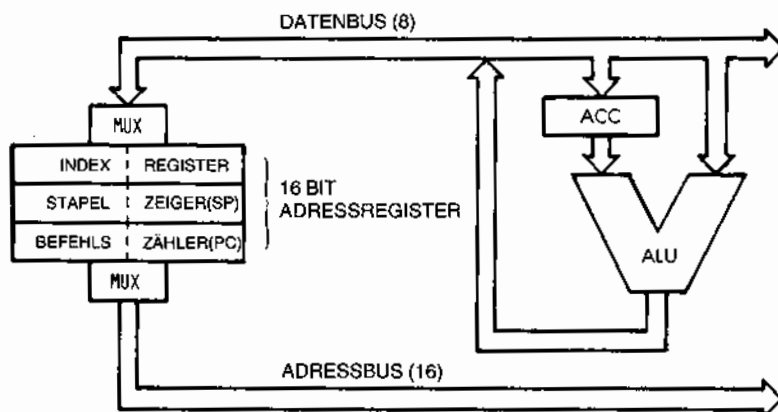 DATENBUS (8)
MUX
ACC
INDEX REGISTER
STAPEL ZEIGER(SP)
BEFEHLS ZÄHLER(PC)
16 BIT
ADRESSREGISTER
ALU
MUX
ADRESSBUS (16)